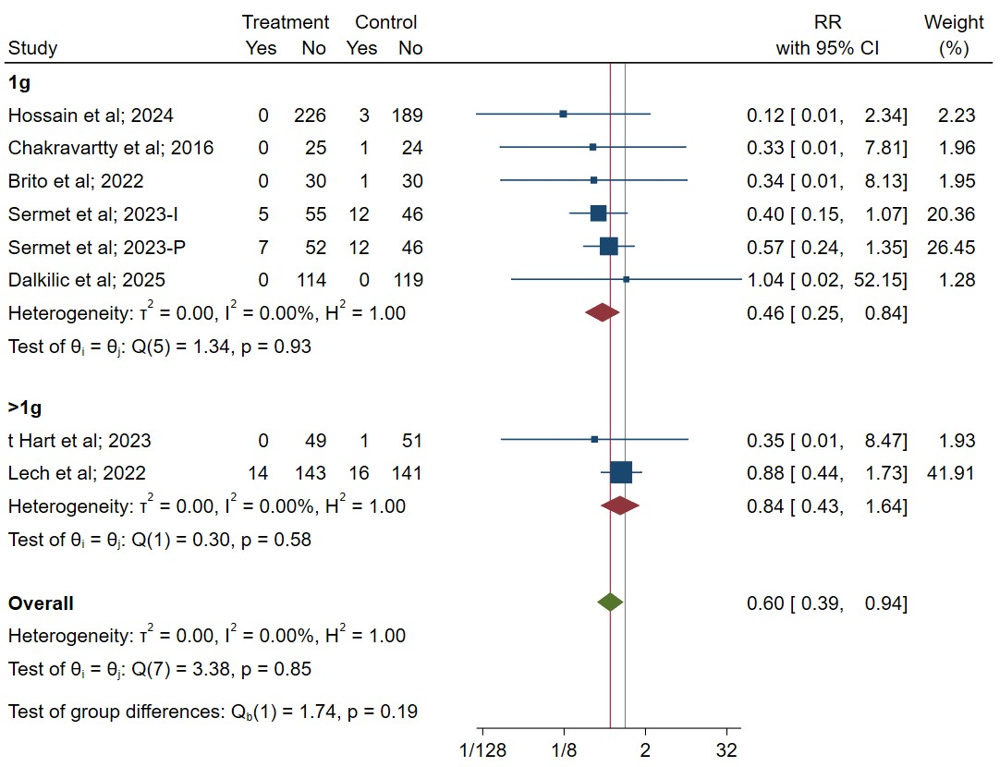 Treatment Control RR Weight
Study Yes No Yes No with 95% CI (%)
1g
Hossain et al; 2024 0 226 3 189 0.12 [ 0.01, 2.34] 2.23
Chakravartty et al; 2016 0 25 1 24 0.33 [ 0.01, 7.81] 1.96
Brito et al; 2022 0 30 1 30 0.34 [ 0.01, 8.13] 1.95
Sermet et al; 2023-I 5 55 12 46 0.40 [ 0.15, 1.07] 20.36
Sermet et al; 2023-P 7 52 12 46 0.57 [ 0.24, 1.35] 26.45
Dalkilic et al; 2025 0 114 0 119 1.04 [ 0.02, 52.15] 1.28
Heterogeneity: τ² = 0.00, I² = 0.00%, H² = 1.00 0.46 [ 0.25, 0.84]
Test of θᵢ = θⱼ: Q(5) = 1.34, p = 0.93
>1g
t Hart et al; 2023 0 49 1 51 0.35 [ 0.01, 8.47] 1.93
Lech et al; 2022 14 143 16 141 0.88 [ 0.44, 1.73] 41.91
Heterogeneity: τ² = 0.00, I² = 0.00%, H² = 1.00 0.84 [ 0.43, 1.64]
Test of θᵢ = θⱼ: Q(1) = 0.30, p = 0.58
Overall 0.60 [ 0.39, 0.94]
Heterogeneity: τ² = 0.00, I² = 0.00%, H² = 1.00
Test of θᵢ = θⱼ: Q(7) = 3.38, p = 0.85
Test of group differences: Q_b(1) = 1.74, p = 0.19
1/128 1/8 2 32